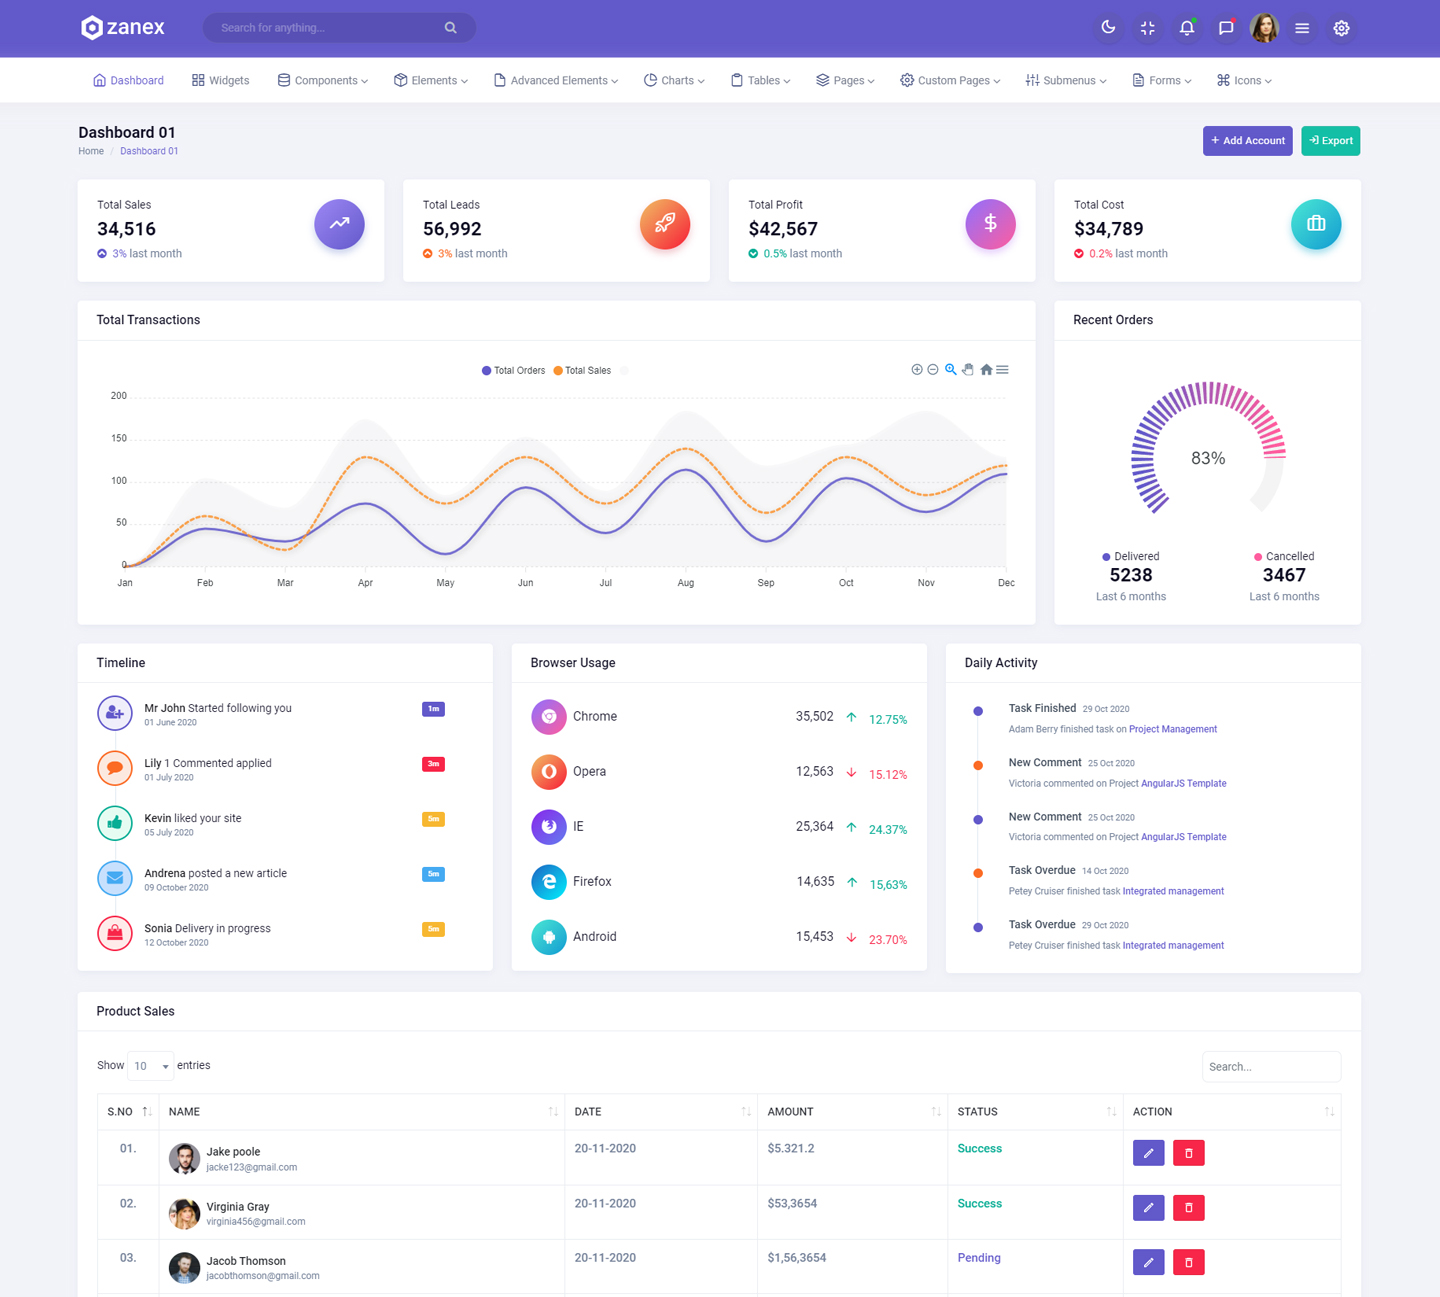 zanex
Search for anything...
Dashboard
Widgets
Components
Elements
Advanced Elements
Charts
Tables
Pages
Custom Pages
Submenus
Forms
Icons
Dashboard 01
Home / Dashboard 01
+ Add Account
Export
Total Sales
34,516
3% last month
Total Leads
56,992
3% last month
Total Profit
$42,567
0.5% last month
Total Cost
$34,789
0.2% last month
Total Transactions
Total Orders
Total Sales
200
150
100
50
0
Jan
Feb
Mar
Apr
May
Jun
Jul
Aug
Sep
Oct
Nov
Dec
Recent Orders
83%
Delivered
5238
Last 6 months
Cancelled
3467
Last 6 months
Timeline
Mr John Started following you
1m
01 June 2020
Lily 1 Commented applied
3m
01 July 2020
Kevin liked your site
5m
05 July 2020
Andrena posted a new article
5m
09 October 2020
Sonia Delivery in progress
5m
12 October 2020
Browser Usage
Chrome 35,502 12.75%
Opera 12,563 15.12%
IE 25,364 24.37%
Firefox 14,635 15,63%
Android 15,453 23.70%
Daily Activity
Task Finished 29 Oct 2020
Adam Berry finished task on Project Management
New Comment 25 Oct 2020
Victoria commented on Project AngularJS Template
New Comment 25 Oct 2020
Victoria commented on Project AngularJS Template
Task Overdue 14 Oct 2020
Petey Cruiser finished task Integrated management
Task Overdue 29 Oct 2020
Petey Cruiser finished task Integrated management
Product Sales
Show 10 entries
Search...
S.NO NAME DATE AMOUNT STATUS ACTION
01. Jake poole 20-11-2020 $5.321.2 Success
jacke123@gmail.com
02. Virginia Gray 20-11-2020 $53,3654 Success
virginia456@gmail.com
03. Jacob Thomson 20-11-2020 $1,56,3654 Pending
jacobthomson@gmail.com